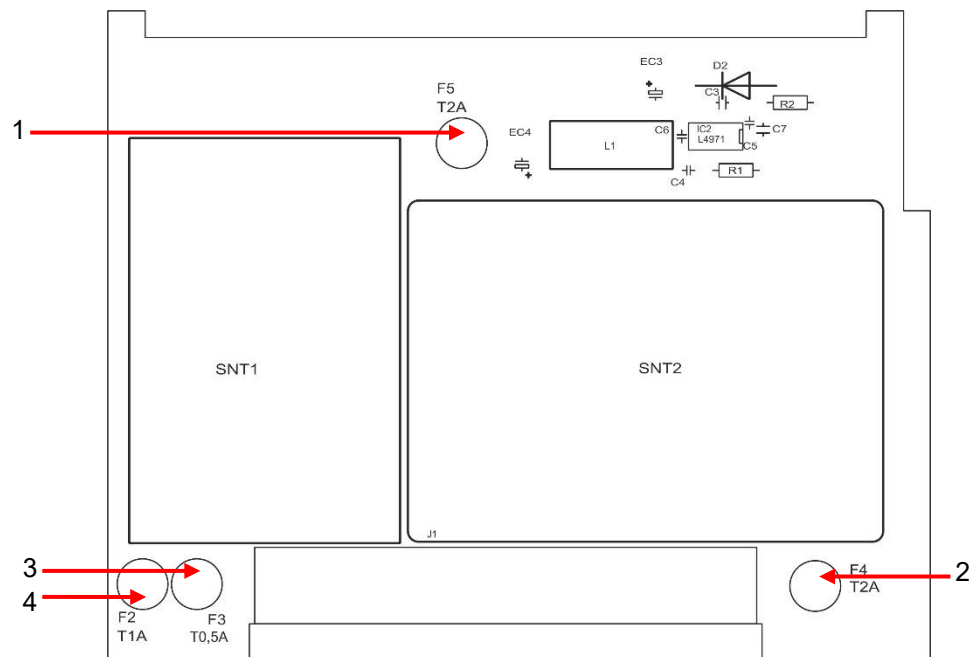 EC3
D2
F5
T2A
C3
R2
1
EC4
L1
C6
IC2
L4971
C7
C5
C4
R1
SNT1
SNT2
J1
3
4
F2
T1A
F3
T0,5A
F4
T2A
2